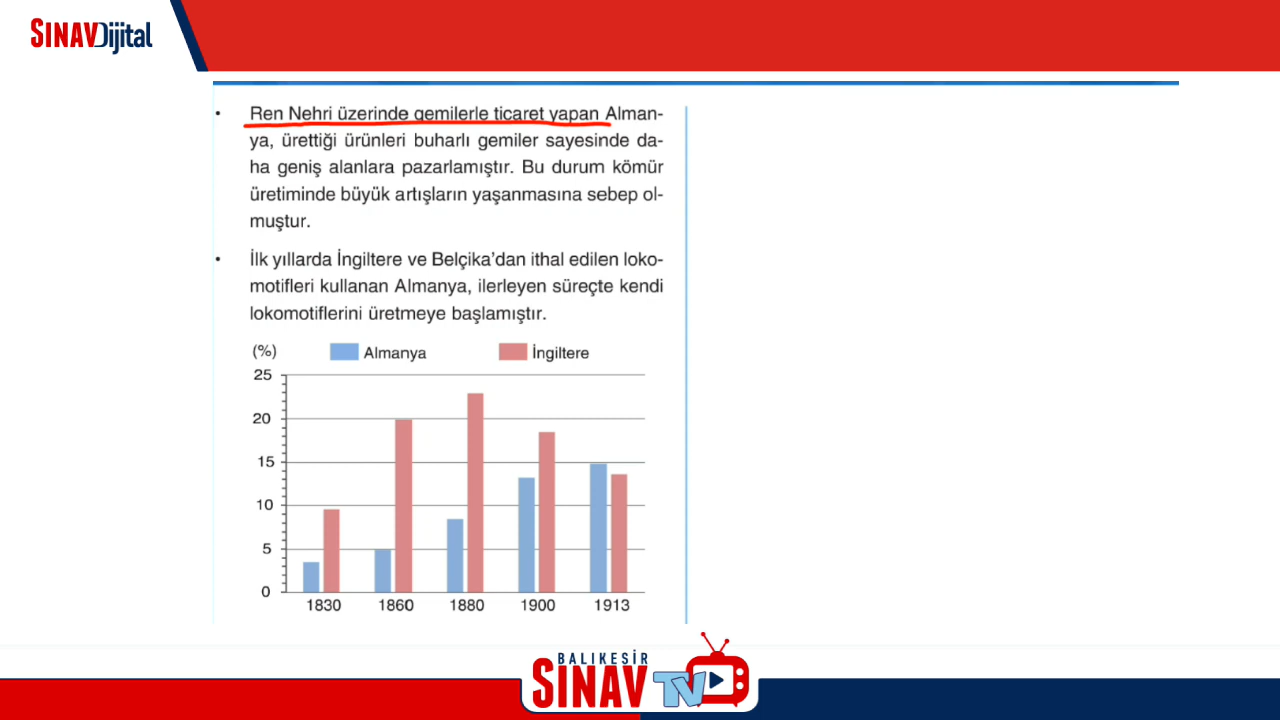 SINAVDijital
• Ren Nehri üzerinde gemilerle ticaret yapan Alman-
ya, ürettiği ürünleri buharlı gemiler sayesinde da-
ha geniş alanlara pazarlamıştır. Bu durum kömür
üretiminde büyük artışların yaşanmasına sebep ol-
muştur.
• İlk yıllarda İngiltere ve Belçika’dan ithal edilen loko-
motifleri kullanan Almanya, ilerleyen süreçte kendi
lokomotiflerini üretmeye başlamıştır.
(%) Almanya İngiltere
25
20
15
10
5
0
1830 1860 1880 1900 1913
BALIKESİR
SINAV TV